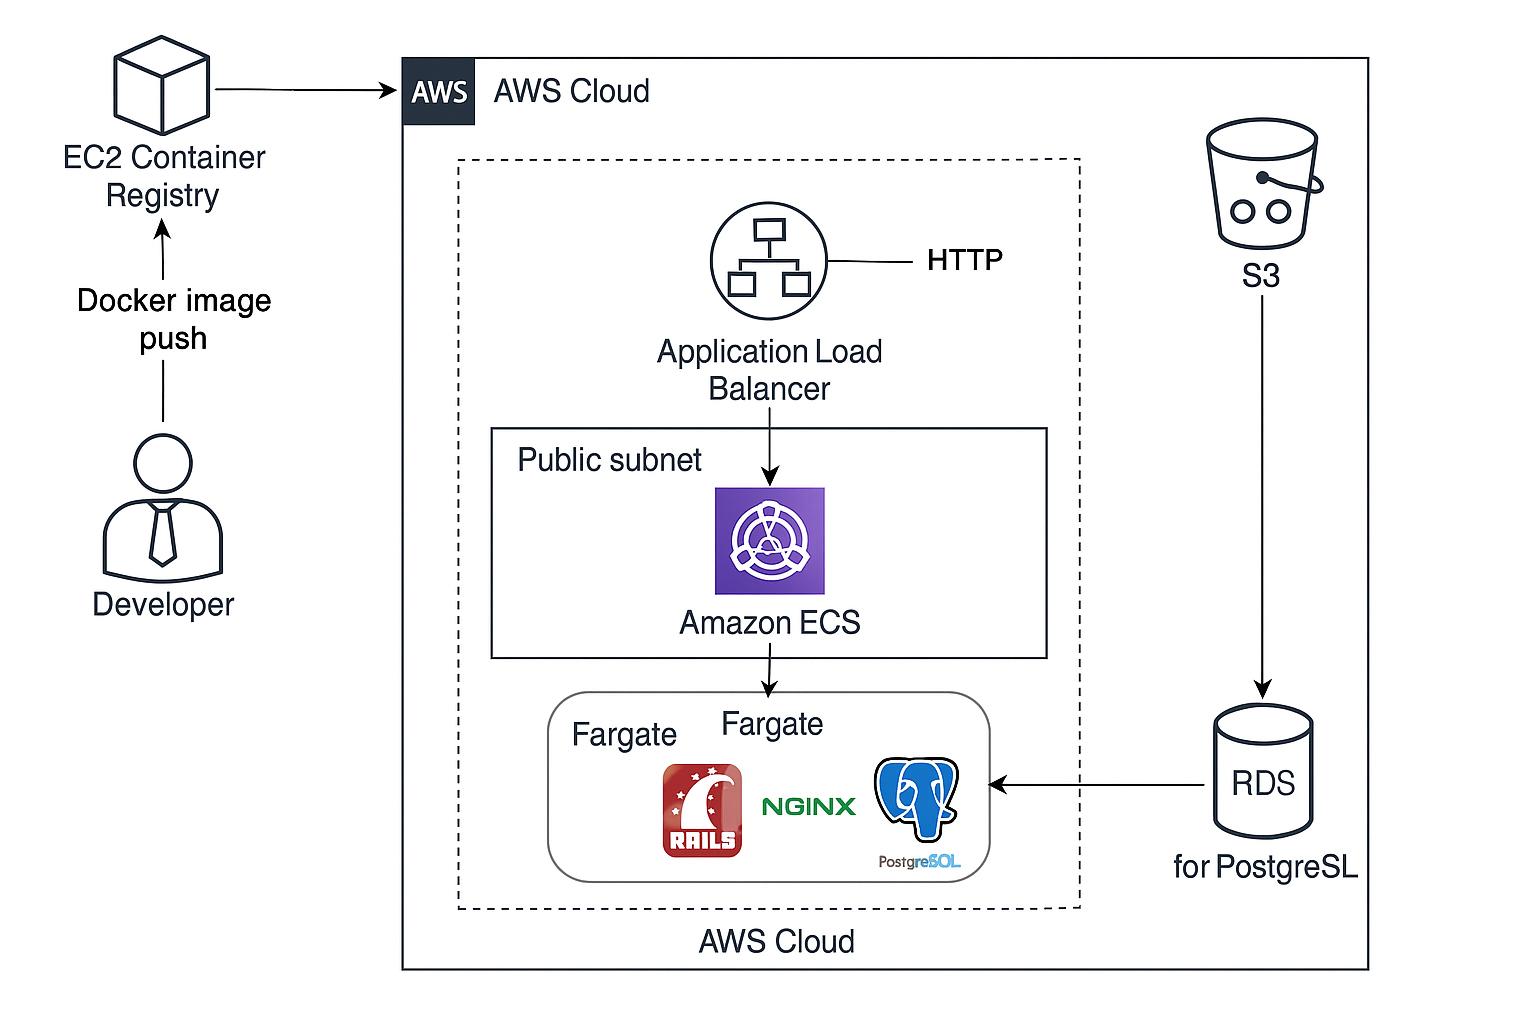 AWS
AWS Cloud
EC2 Container
Registry
Docker image
push
Developer
HTTP
Application Load
Balancer
Public subnet
Amazon ECS
Fargate
Fargate
RAILS
NGINX
PostgreSQL
S3
RDS
for PostgreSL
AWS Cloud